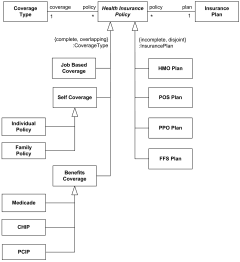 Coverage Type
coverage
policy
1
*
Health Insurance Policy
policy
plan
*
1
Insurance Plan
{complete, overlapping}
:CoverageType
{incomplete, disjoint}
:InsurancePlan
Job Based
Coverage
Self Coverage
Individual
Policy
Family
Policy
Benefits
Coverage
Medicade
CHIP
PCIP
HMO Plan
POS Plan
PPO Plan
FFS Plan